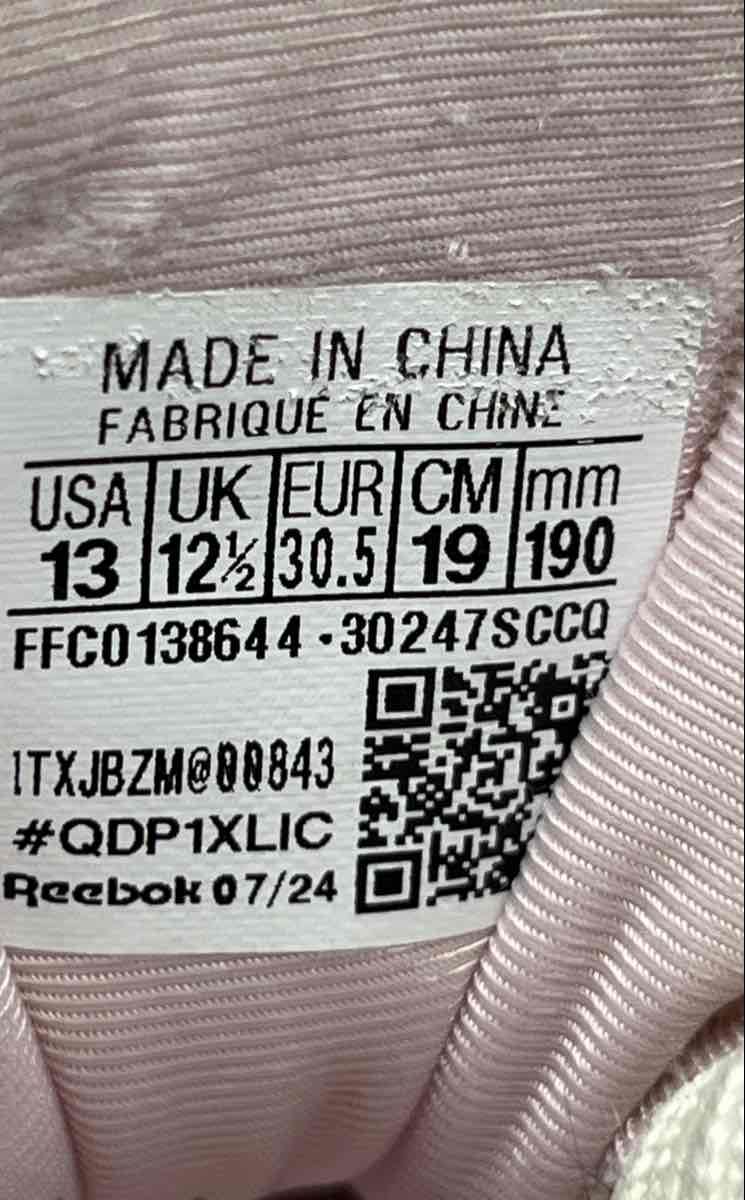 MADE IN CHINA
FABRIQUÉ EN CHINE
USA UK EUR CM mm
13 12½ 30.5 19 190
FFC0138644 · 30247SCCQ
1TXJBZM@00843
#QDP1XLIC
Reebok 07/24